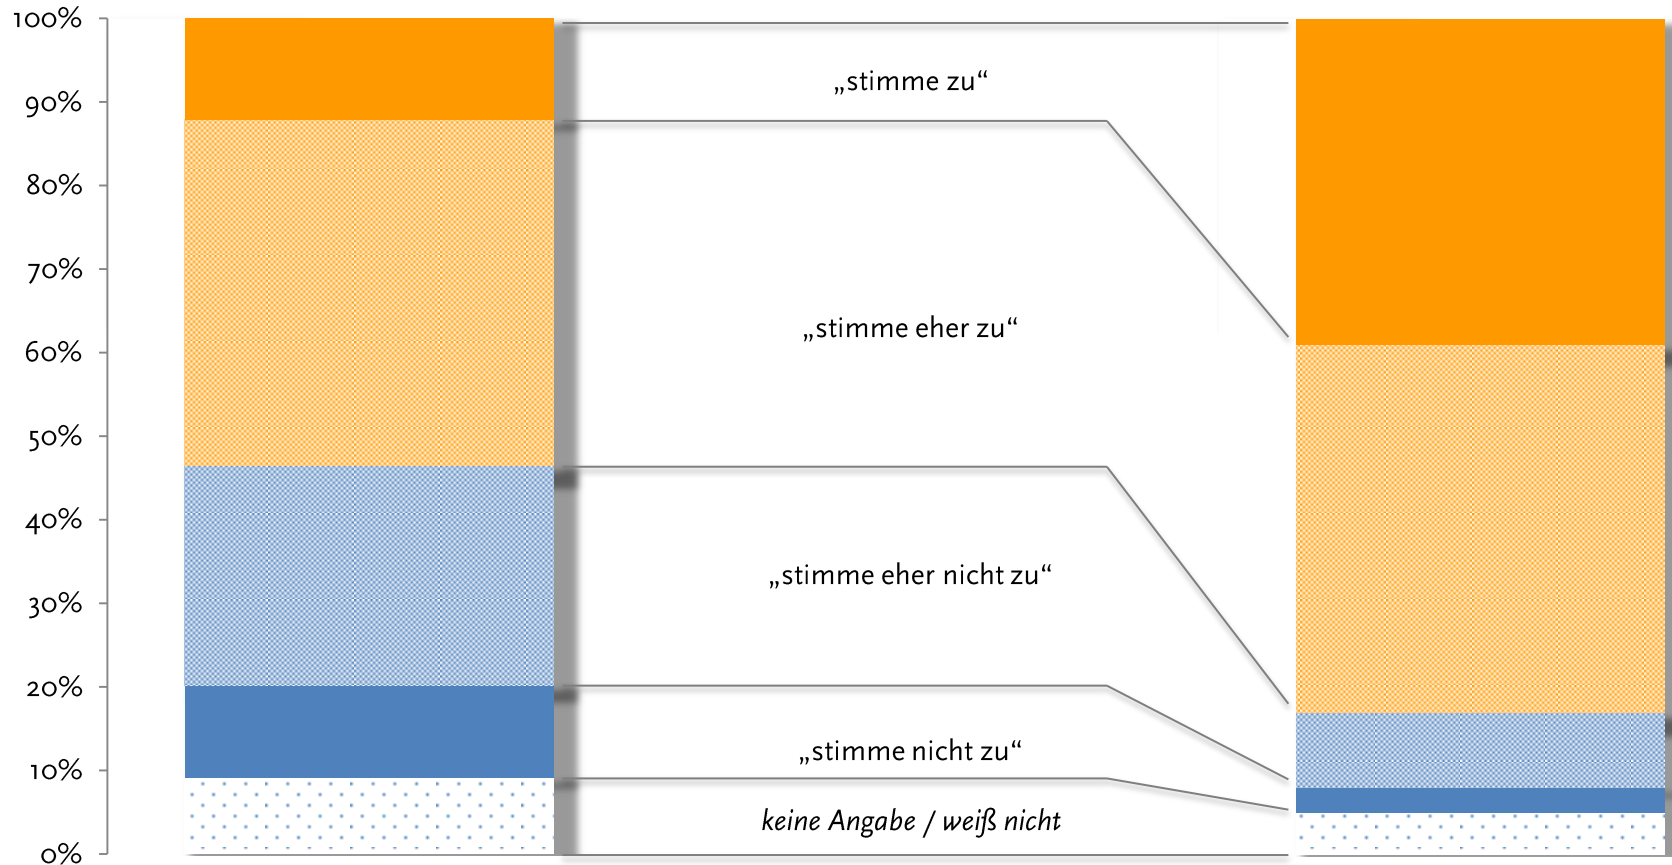 100%
90%
80%
70%
60%
50%
40%
30%
20%
10%
0%
„stimme zu“
„stimme eher zu“
„stimme eher nicht zu“
„stimme nicht zu“
keine Angabe / weiß nicht